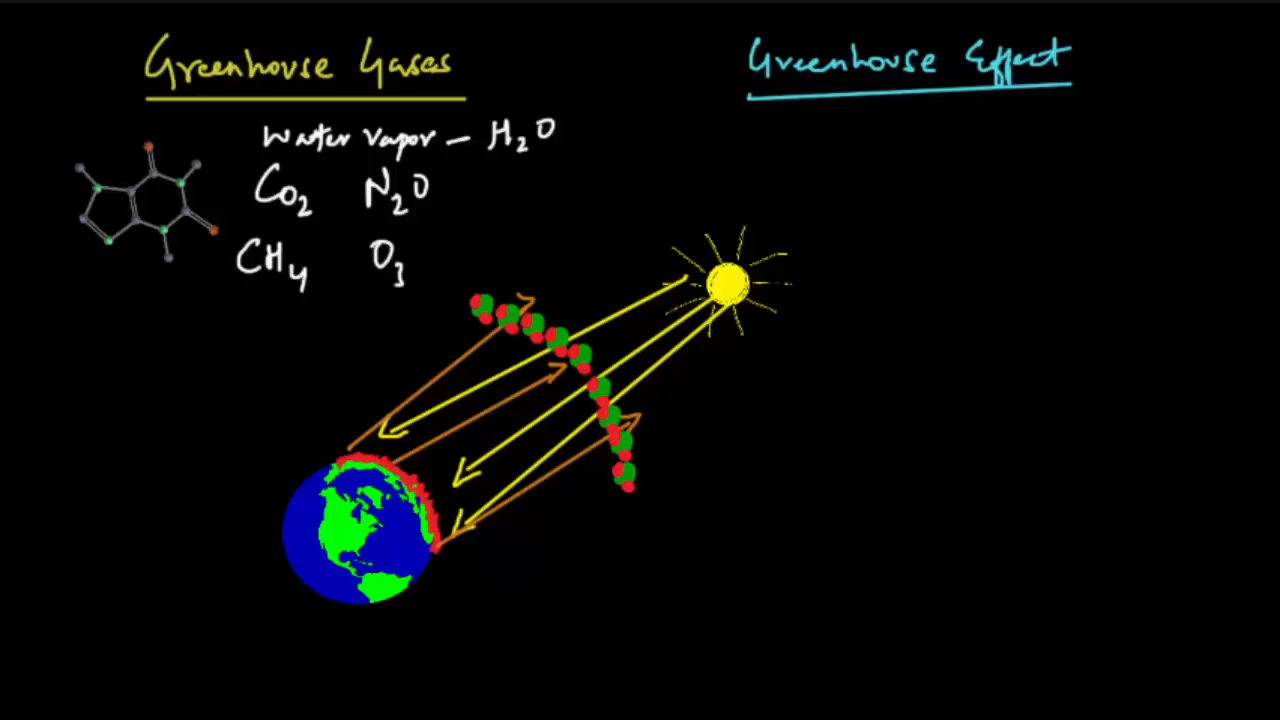 Greenhouse Gases
Greenhouse Effect
Water vapor – H2O
CO2 N2O
CH4 O3